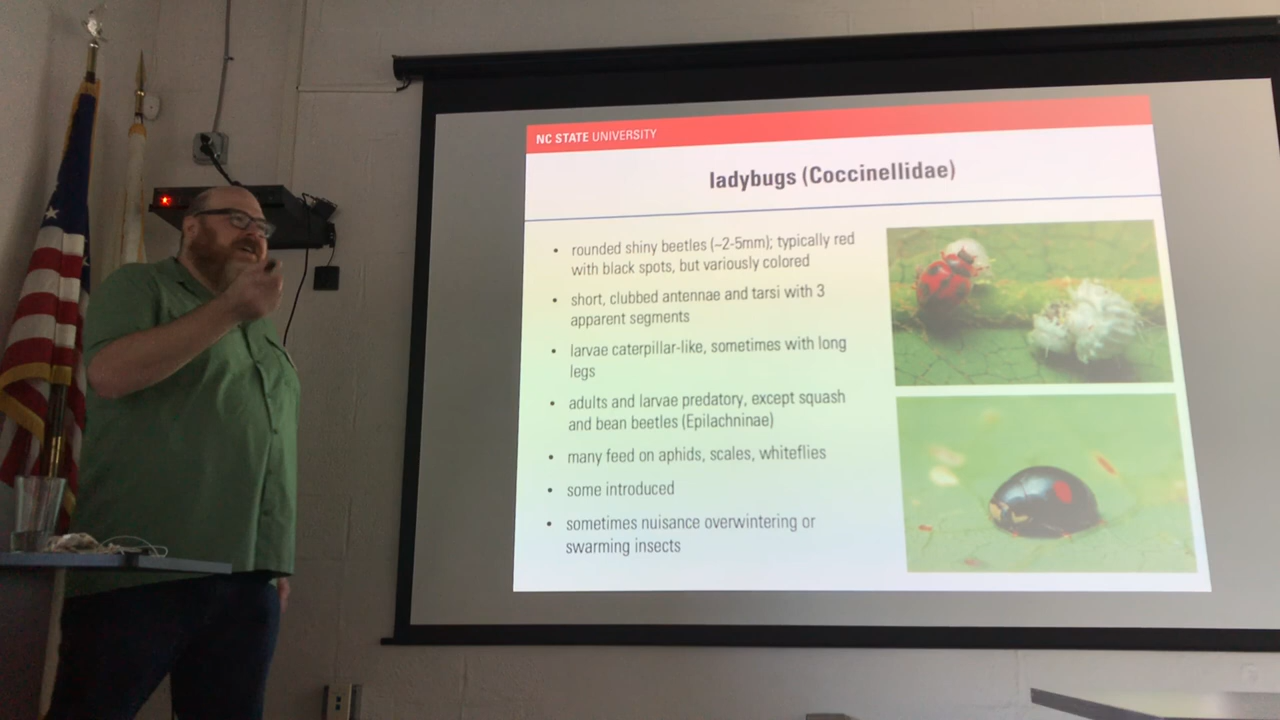 NC STATE UNIVERSITY
ladybugs (Coccinellidae)
• rounded shiny beetles (~2-5mm); typically red
with black spots, but variously colored
• short, clubbed antennae and tarsi with 3
apparent segments
• larvae caterpillar-like, sometimes with long
legs
• adults and larvae predatory, except squash
and bean beetles (Epilachninae)
• many feed on aphids, scales, whiteflies
• some introduced
• sometimes nuisance overwintering or
swarming insects